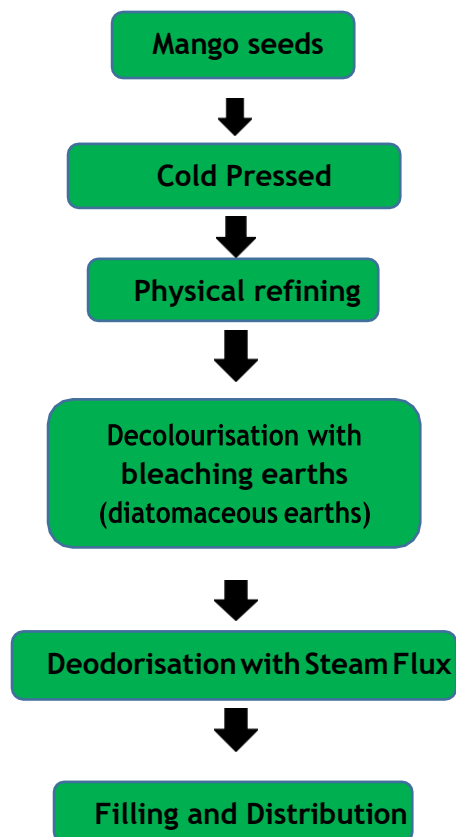 Mango seeds
Cold Pressed
Physical refining
Decolourisation with
bleaching earths
(diatomaceous earths)
Deodorisation with Steam Flux
Filling and Distribution